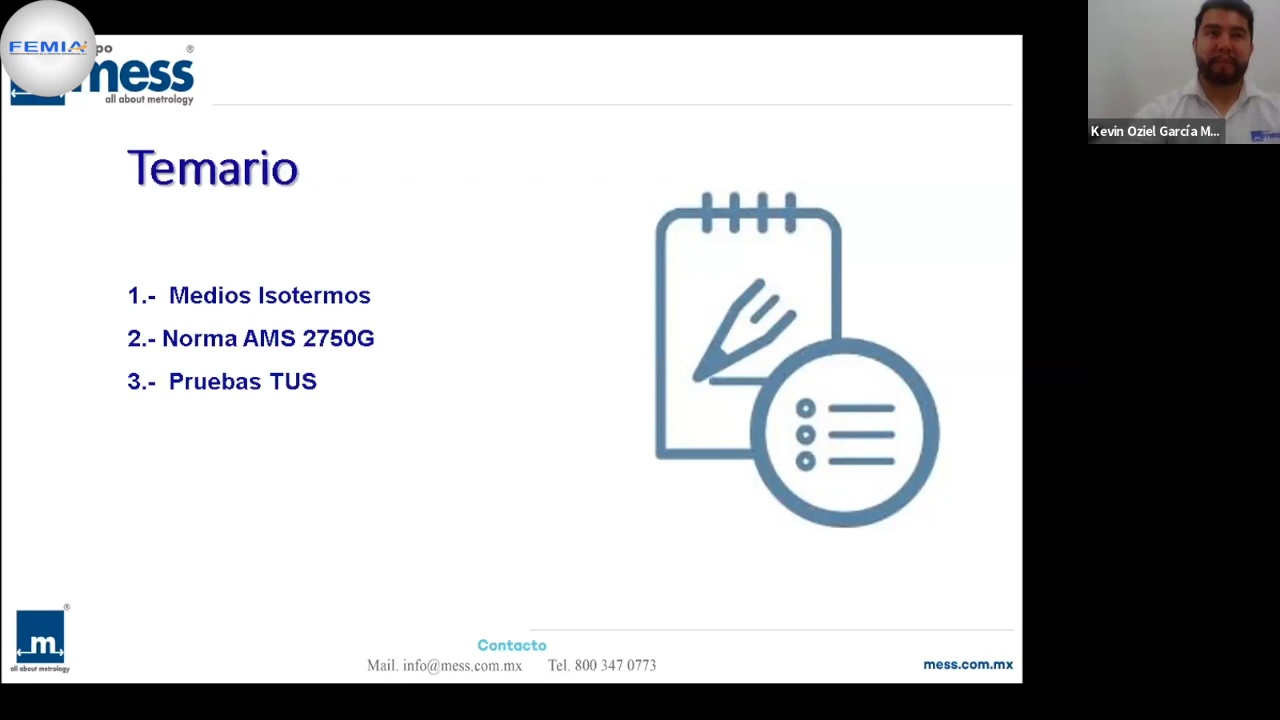 FEMIA
po
mess
all about metrology
Kevin Oziel García M...
Temario
1.- Medios Isotermos
2.- Norma AMS 2750G
3.- Pruebas TUS
m
all about metrology
Contacto
Mail. info@mess.com.mx Tel. 800 347 0773
mess.com.mx